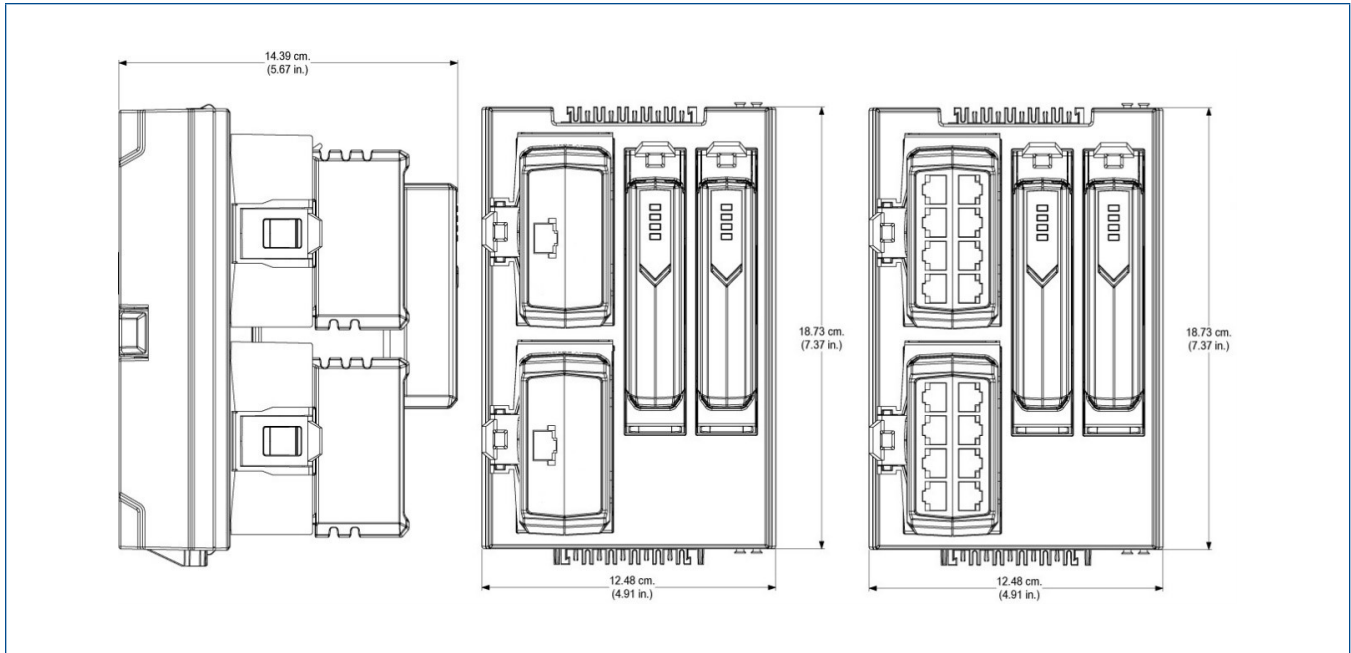 14.39 cm.
(5.67 in.)
18.73 cm.
(7.37 in.)
18.73 cm.
(7.37 in.)
12.48 cm.
(4.91 in.)
12.48 cm.
(4.91 in.)